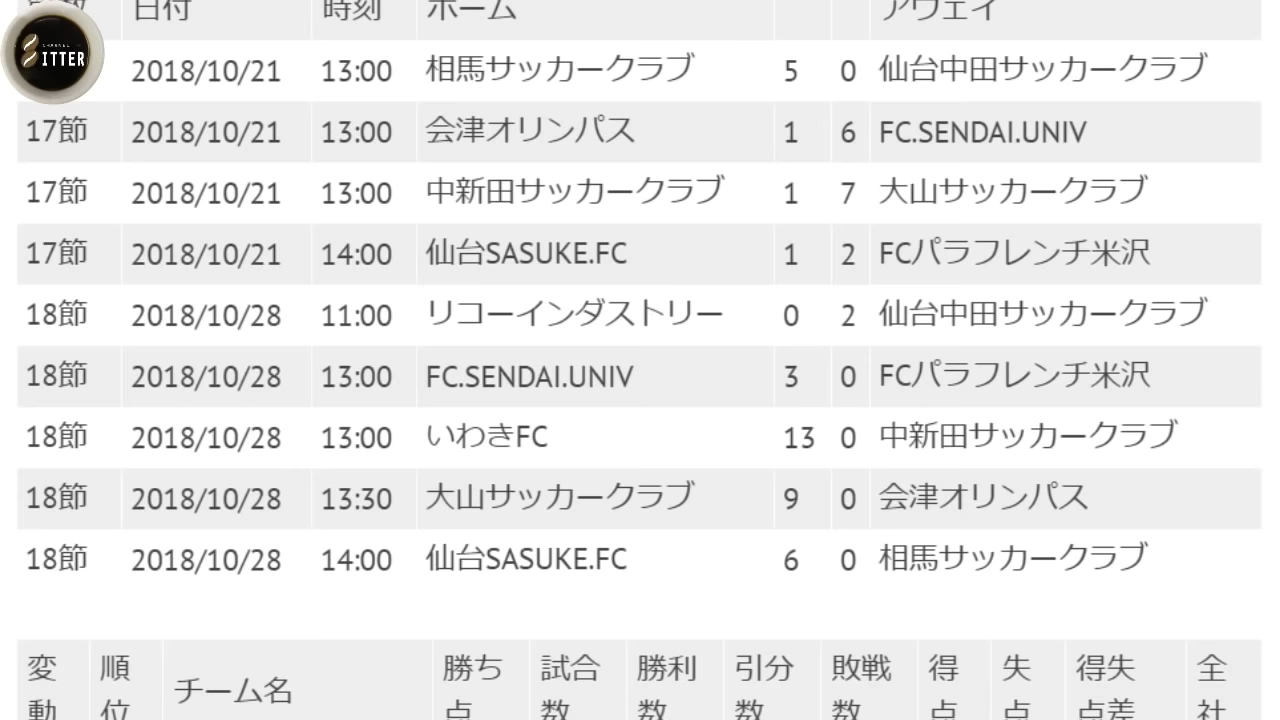 日付 時刻 ホーム アウェイ
CHANNEL
ITTER
2018/10/21 13:00 相馬サッカークラブ 5 0 仙台中田サッカークラブ
17節 2018/10/21 13:00 会津オリンパス 1 6 FC.SENDAI.UNIV
17節 2018/10/21 13:00 中新田サッカークラブ 1 7 大山サッカークラブ
17節 2018/10/21 14:00 仙台SASUKE.FC 1 2 FCパラフレンチ米沢
18節 2018/10/28 11:00 リコーインダストリー 0 2 仙台中田サッカークラブ
18節 2018/10/28 13:00 FC.SENDAI.UNIV 3 0 FCパラフレンチ米沢
18節 2018/10/28 13:00 いわきFC 13 0 中新田サッカークラブ
18節 2018/10/28 13:30 大山サッカークラブ 9 0 会津オリンパス
18節 2018/10/28 14:00 仙台SASUKE.FC 6 0 相馬サッカークラブ
変動 順位 チーム名 勝ち点 試合数 勝利数 引分数 敗戦数 得点 失点 得失点差 全社